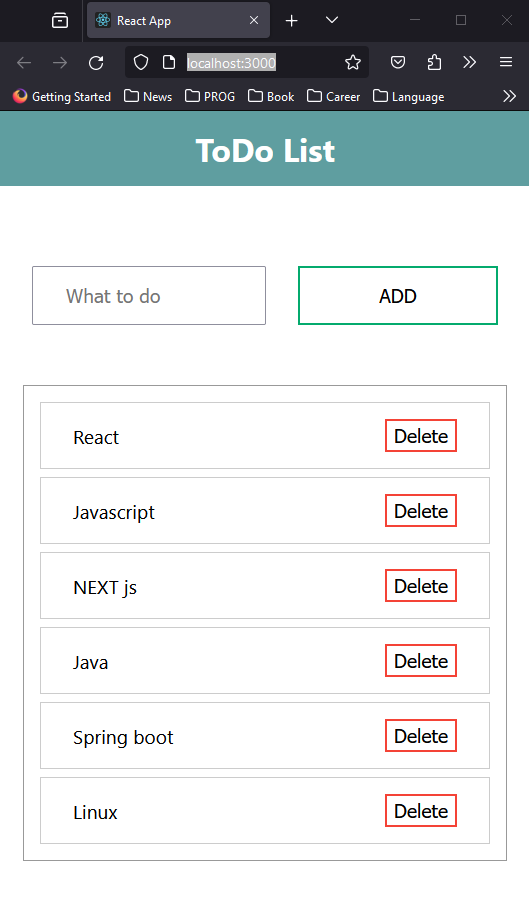 React App
localhost:3000
Getting Started News PROG Book Career Language
ToDo List
What to do ADD
React Delete
Javascript Delete
NEXT js Delete
Java Delete
Spring boot Delete
Linux Delete